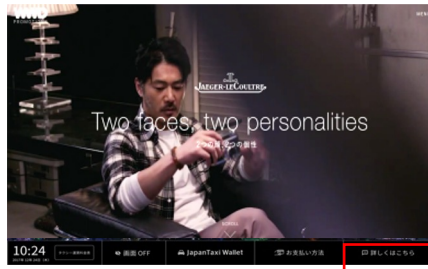 MEN
JAEGER-LECOULTRE
Two faces, two personalities
10:24
画面 OFF
JapanTaxi Wallet
お支払い方法
詳しくはこちら